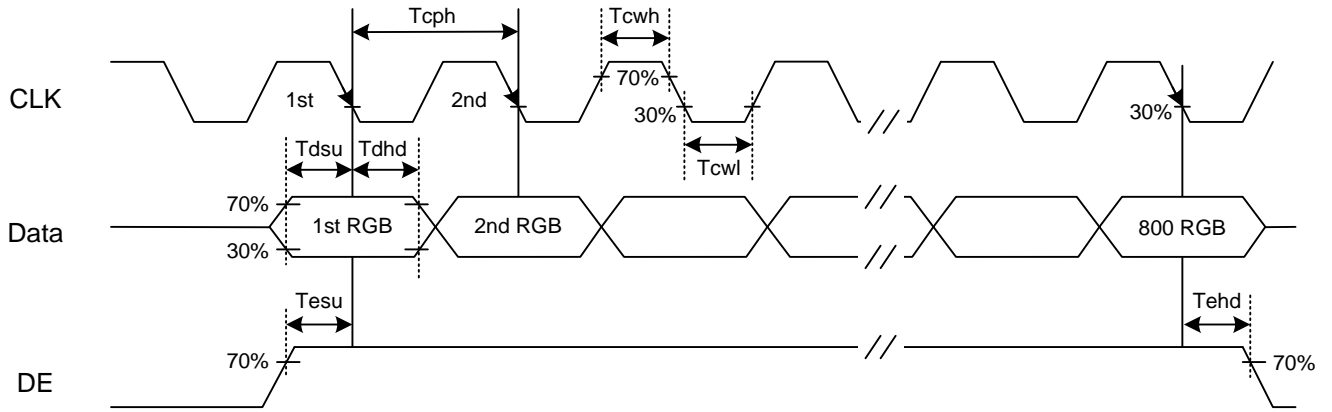 Tcph
Tcwh
CLK
1st
2nd
70%
30%
30%
Tcwl
Tdsu
Tdhd
Data
70%
30%
1st RGB
2nd RGB
800 RGB
Tesu
Tehd
DE
70%
70%